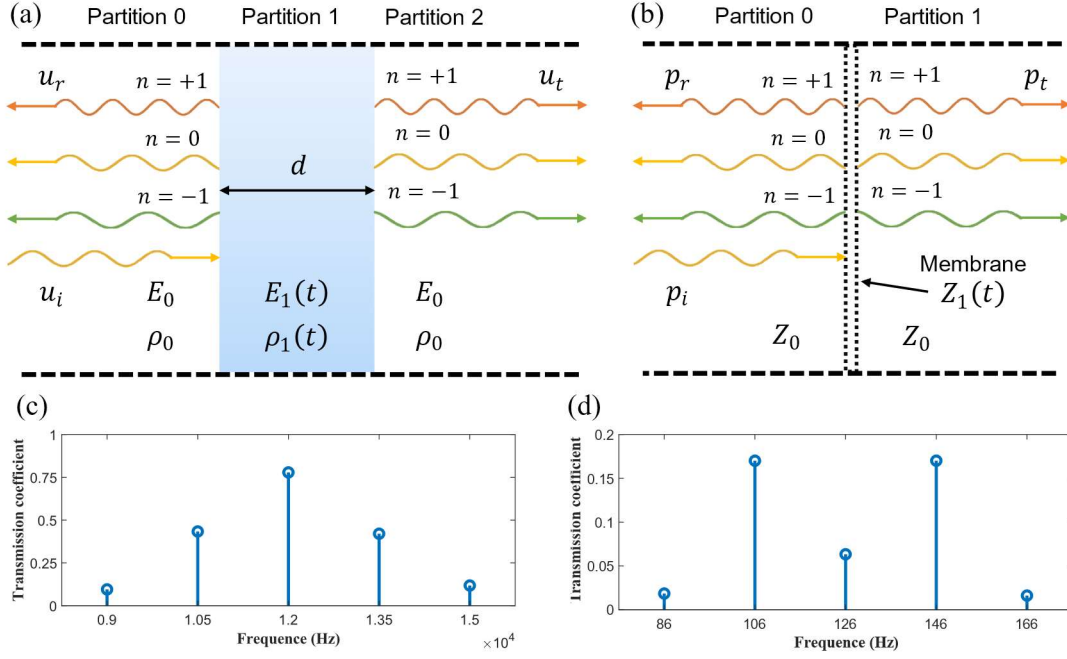 (a)
Partition 0 Partition 1 Partition 2
u_r n = +1 n = +1 u_t
n = 0 n = 0
d
n = −1 n = −1
u_i E_0 E_1(t) E_0
ρ_0 ρ_1(t) ρ_0
(b)
Partition 0 Partition 1
p_r n = +1 n = +1 p_t
n = 0 n = 0
n = −1 n = −1
Membrane
p_i Z_1(t)
Z_0 Z_0
(c)
Transmission coefficient
1
0.75
0.5
0.25
0
0.9 1.05 1.2 1.35 1.5
Frequence (Hz) ×10^4
(d)
Transmission coefficient
0.2
0.15
0.1
0.05
0
86 106 126 146 166
Frequence (Hz)